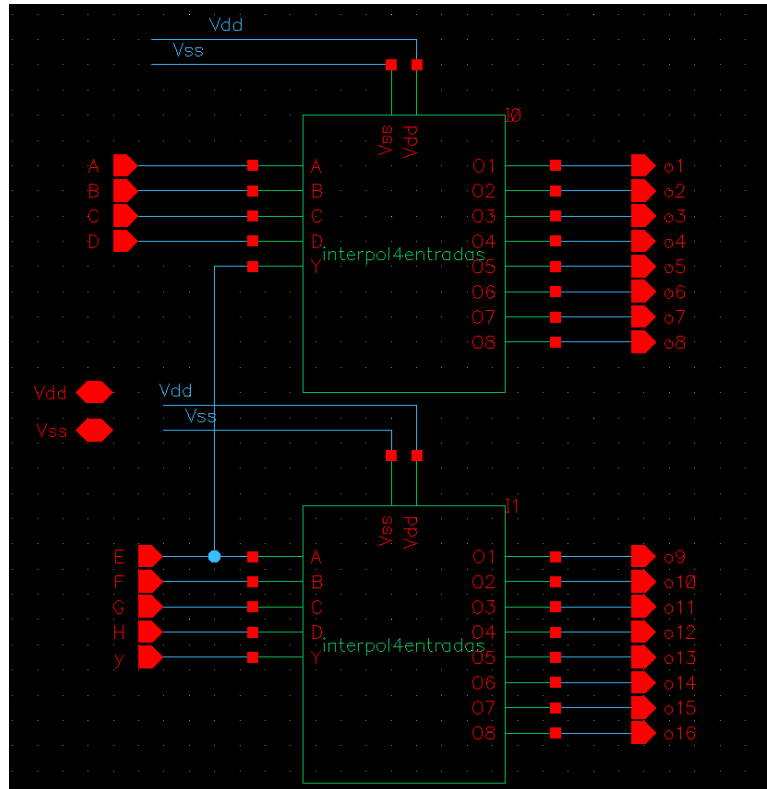 Vdd
Vss
I0
Vss Vdd
A A O1 o1
B B O2 o2
C C O3 o3
D D O4 o4
interpol4entradas
Y O5 o5
O6 o6
O7 o7
O8 o8
Vdd Vdd
Vss Vss
I1
Vss Vdd
E A O1 o9
F B O2 o10
G C O3 o11
H D O4 o12
interpol4entradas
y Y O5 o13
O6 o14
O7 o15
O8 o16